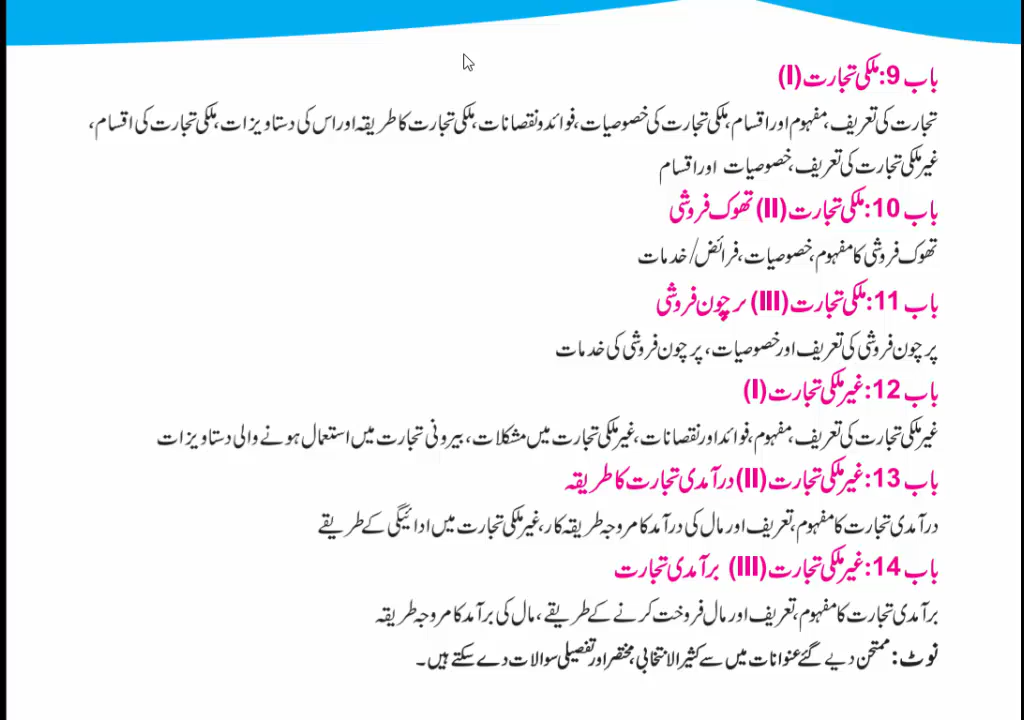 باب 9: ملکی تجارت (I)
تجارت کی تعریف، مفہوم اور اقسام، ملکی تجارت کی خصوصیات، فوائد و نقصانات، ملکی تجارت کا طریقہ اور اس کی دستاویزات، ملکی تجارت کی اقسام،
غیر ملکی تجارت کی تعریف، خصوصیات اور اقسام
باب 10: ملکی تجارت (II) تھوک فروشی
تھوک فروشی کا مفہوم، خصوصیات، فرائض/خدمات
باب 11: ملکی تجارت (III) پرچون فروشی
پرچون فروشی کی تعریف اور خصوصیات، پرچون فروشی کی خدمات
باب 12: غیر ملکی تجارت (I)
غیر ملکی تجارت کی تعریف، مفہوم، فوائد اور نقصانات، غیر ملکی تجارت میں مشکلات، بیرونی تجارت میں استعمال ہونے والی دستاویزات
باب 13: غیر ملکی تجارت (II) درآمدی تجارت کا طریقہ
درآمدی تجارت کا مفہوم، تعریف اور مال کی درآمد کا مروجہ طریقہ کار، غیر ملکی تجارت میں ادائیگی کے طریقے
باب 14: غیر ملکی تجارت (III) برآمدی تجارت
برآمدی تجارت کا مفہوم، تعریف اور مال فروخت کرنے کے طریقے، مال کی برآمد کا مروجہ طریقہ
نوٹ: ممتحن دیے گئے عنوانات میں سے کثیر الانتخابی، مختصر اور تفصیلی سوالات دے سکتے ہیں۔